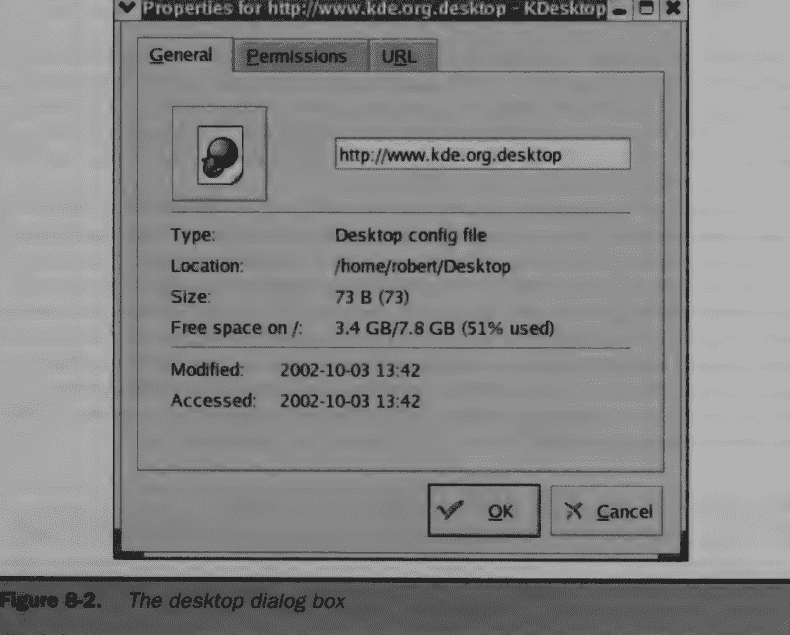 Properties for http://www.kde.org.desktop - KDesktop
General Permissions URL
http://www.kde.org.desktop
Type: Desktop config file
Location: /home/robert/Desktop
Size: 73 B (73)
Free space on /: 3.4 GB/7.8 GB (51% used)
Modified: 2002-10-03 13:42
Accessed: 2002-10-03 13:42
OK Cancel
Figure 8-2. The desktop dialog box